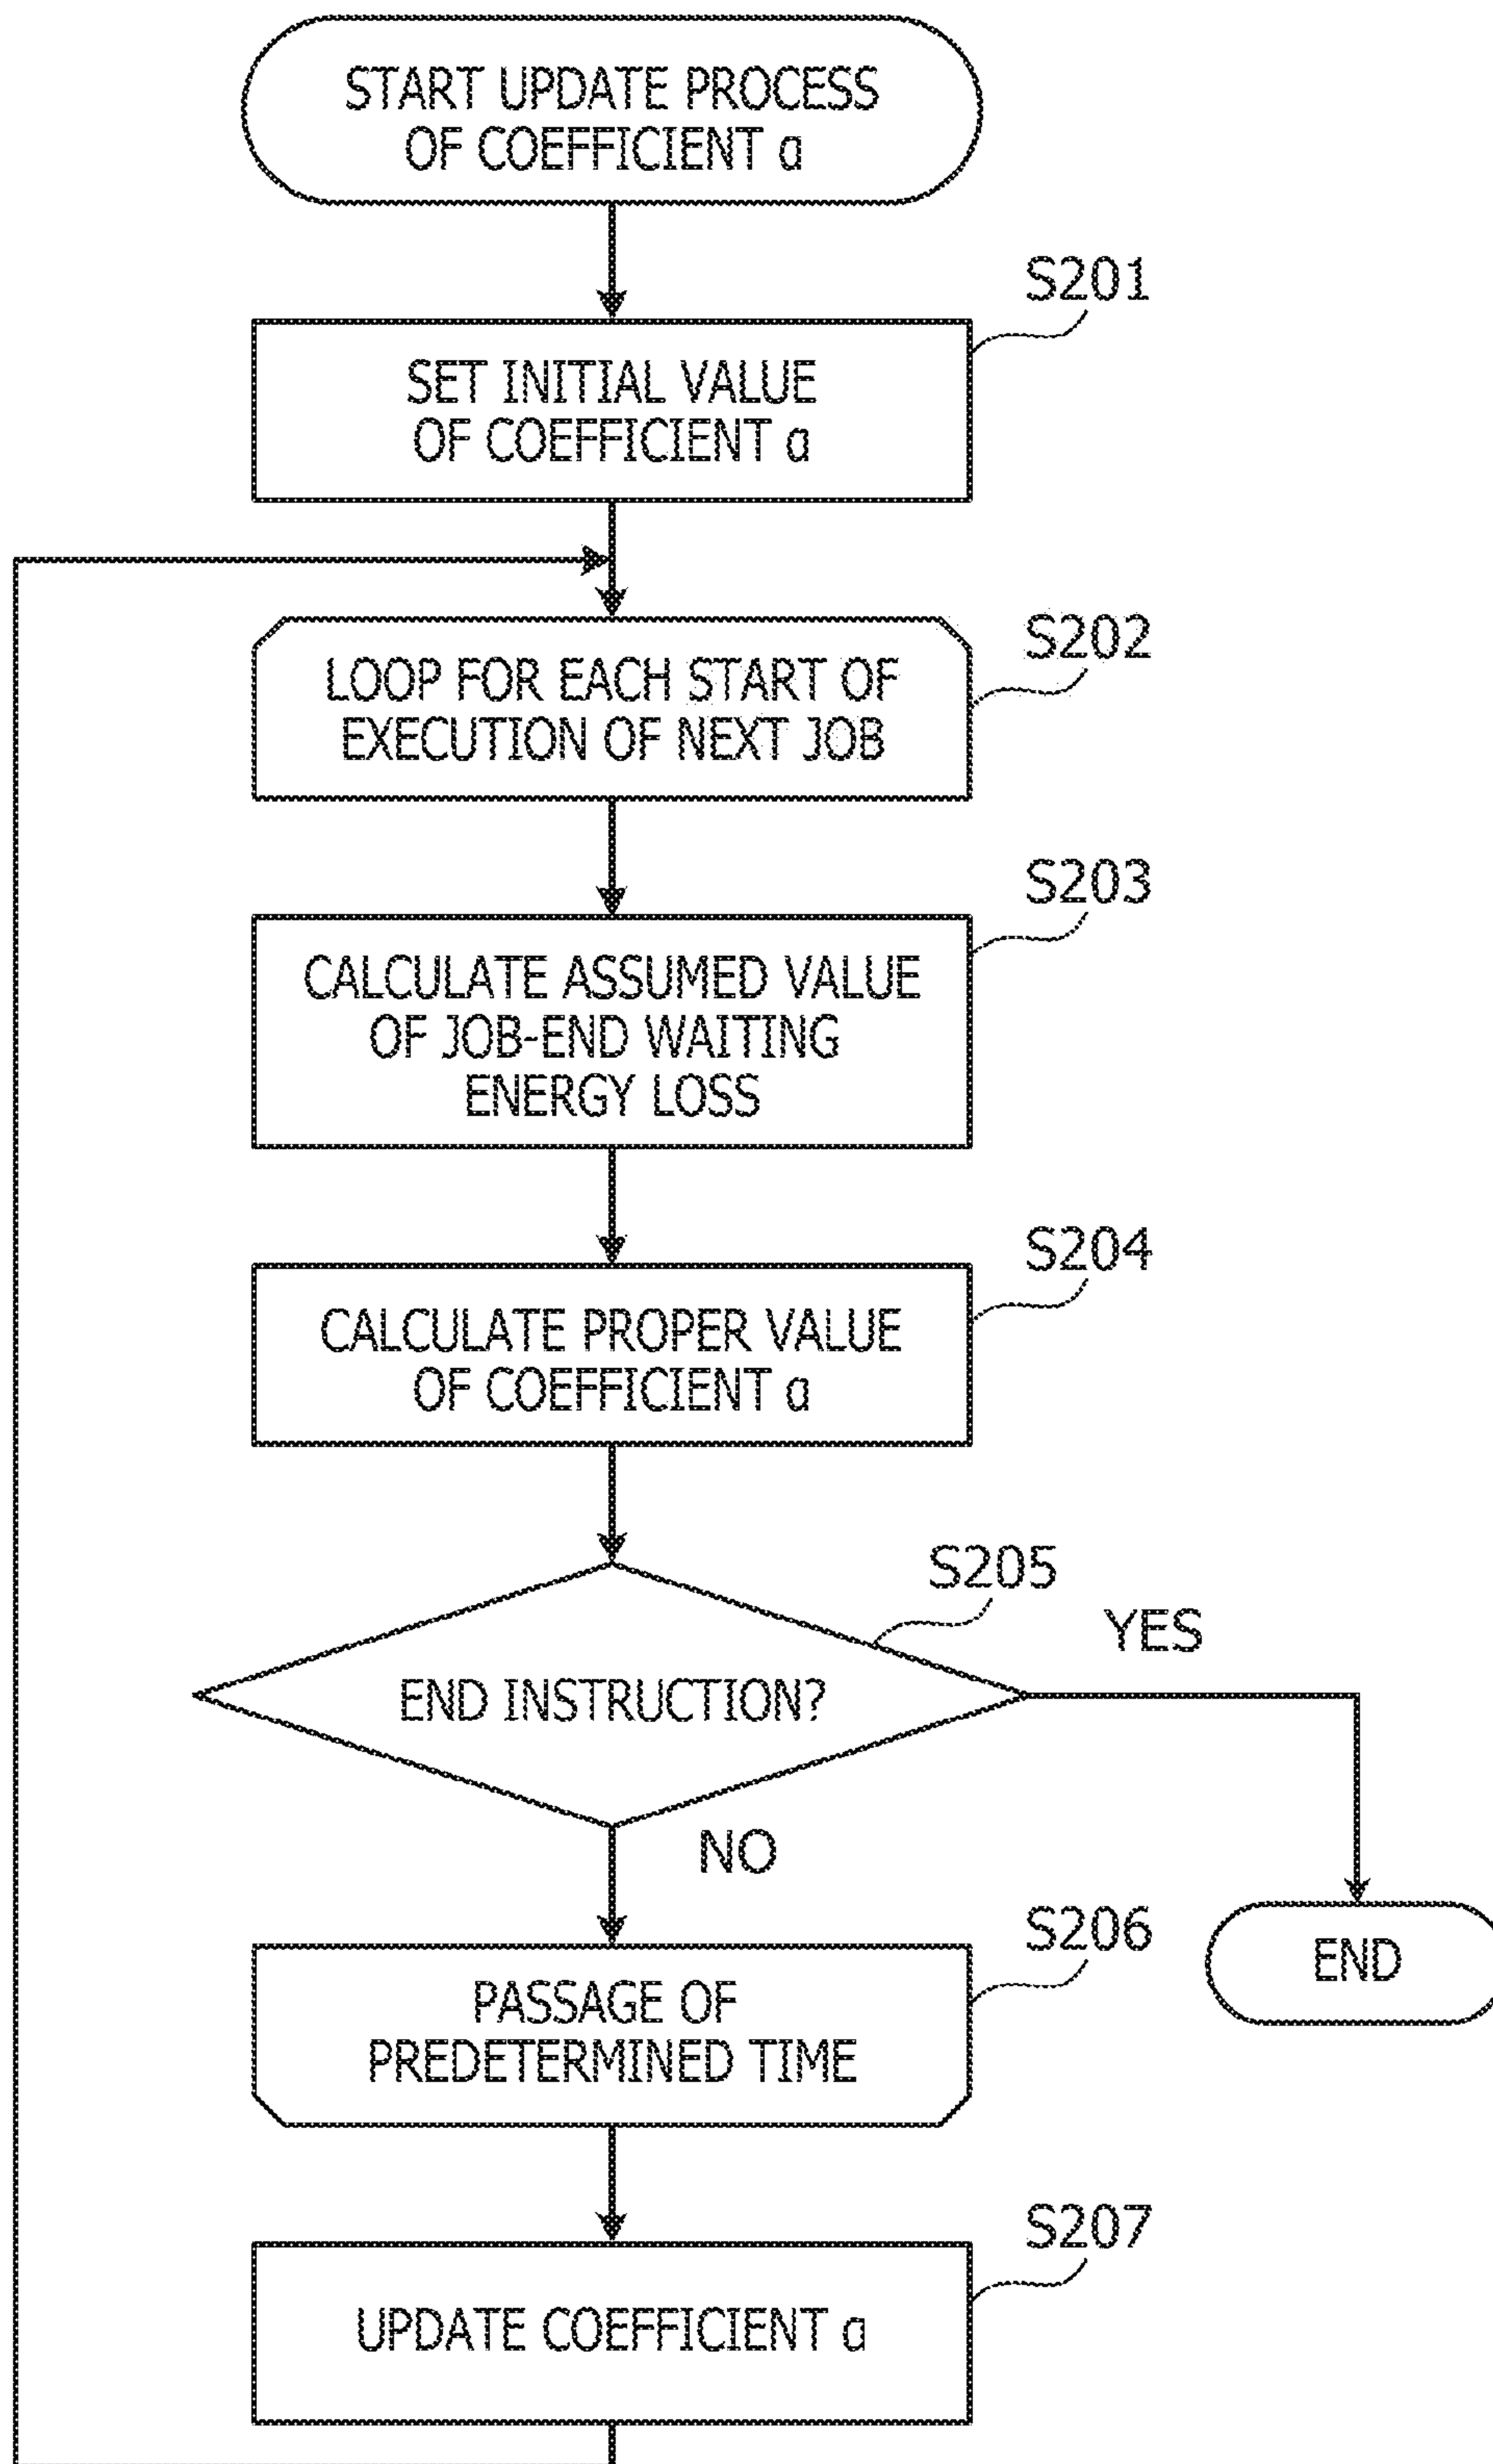 START UPDATE PROCESS
OF COEFFICIENT a
S201
SET INITIAL VALUE
OF COEFFICIENT a
S202
LOOP FOR EACH START OF
EXECUTION OF NEXT JOB
S203
CALCULATE ASSUMED VALUE
OF JOB-END WAITING
ENERGY LOSS
S204
CALCULATE PROPER VALUE
OF COEFFICIENT a
S205
YES
END INSTRUCTION?
NO
S206
PASSAGE OF
PREDETERMINED TIME
END
S207
UPDATE COEFFICIENT a